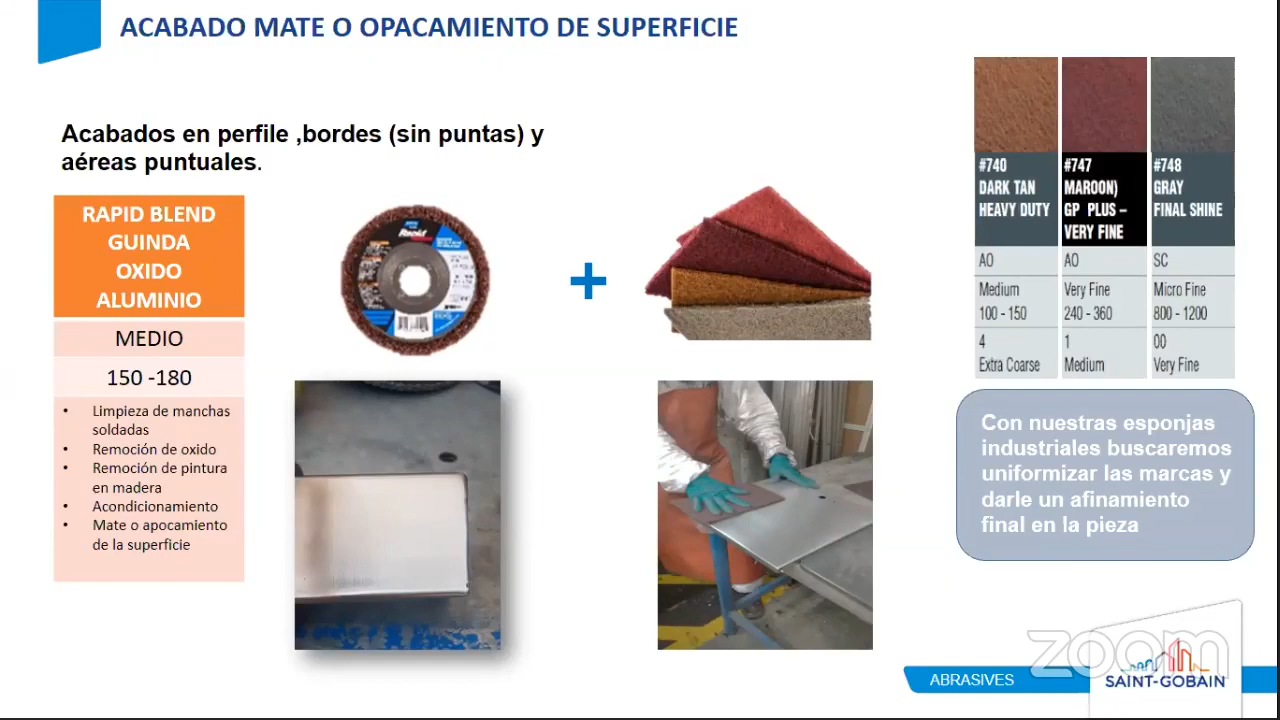 ACABADO MATE O OPACAMIENTO DE SUPERFICIE
Acabados en perfile ,bordes (sin puntas) y
aéreas puntuales.
RAPID BLEND
GUINDA
OXIDO
ALUMINIO
MEDIO
150 -180
• Limpieza de manchas
soldadas
• Remoción de oxido
• Remoción de pintura
en madera
• Acondicionamiento
• Mate o apocamiento
de la superficie
Rapid
#740
DARK TAN
HEAVY DUTY
AO
Medium
100 - 150
4
Extra Coarse
#747
MAROON)
GP PLUS –
VERY FINE
AO
Very Fine
240 - 360
1
Medium
#748
GRAY
FINAL SHINE
SC
Micro Fine
800 - 1200
00
Very Fine
Con nuestras esponjas
industriales buscaremos
uniformizar las marcas y
darle un afinamiento
final en la pieza
zoom
ABRASIVES
SAINT-GOBAIN